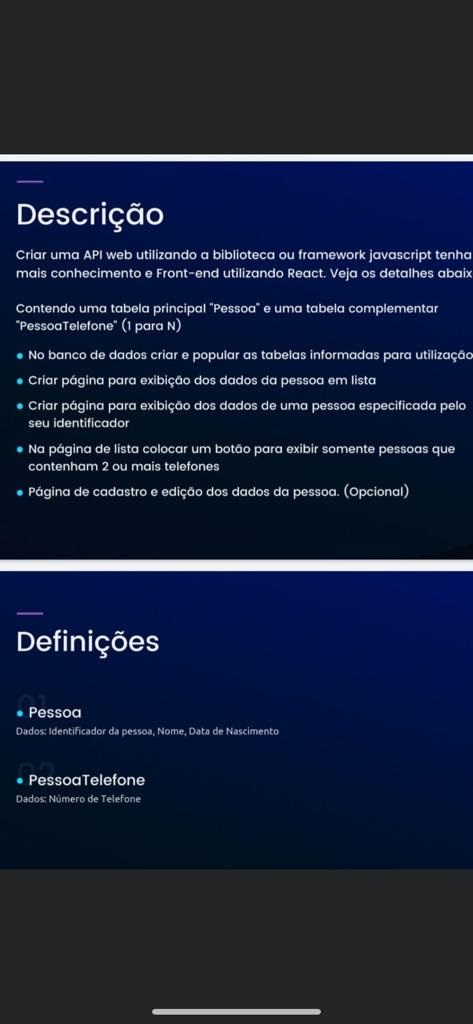 Descrição
Criar uma API web utilizando a biblioteca ou framework javascript tenha
mais conhecimento e Front-end utilizando React. Veja os detalhes abaix
Contendo uma tabela principal "Pessoa" e uma tabela complementar
"PessoaTelefone" (1 para N)
No banco de dados criar e popular as tabelas informadas para utilização
Criar página para exibição dos dados da pessoa em lista
Criar página para exibição dos dados de uma pessoa especificada pelo
seu identificador
Na página de lista colocar um botão para exibir somente pessoas que
contenham 2 ou mais telefones
Página de cadastro e edição dos dados da pessoa. (Opcional)
Definições
01
Pessoa
Dados: Identificador da pessoa, Nome, Data de Nascimento
02
PessoaTelefone
Dados: Número de Telefone